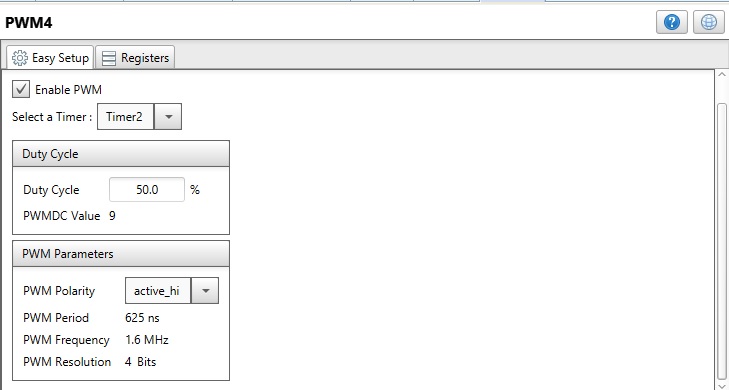 PWM4
Easy Setup Registers
Enable PWM
Select a Timer : Timer2
Duty Cycle
Duty Cycle 50.0 %
PWMDC Value 9
PWM Parameters
PWM Polarity active_hi
PWM Period 625 ns
PWM Frequency 1.6 MHz
PWM Resolution 4 Bits